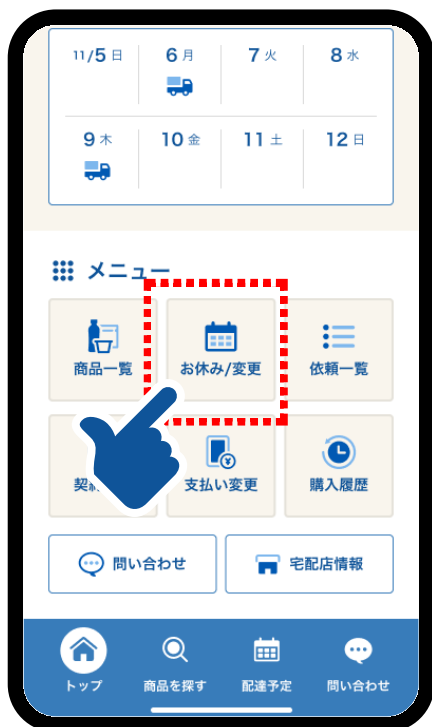 11/5 日 6 月 7 火 8 水
9 木 10 金 11 土 12 日
メニュー
商品一覧 お休み/変更 依頼一覧
支払い変更 購入履歴
問い合わせ 宅配店情報
トップ 商品を探す 配達予定 問い合わせ